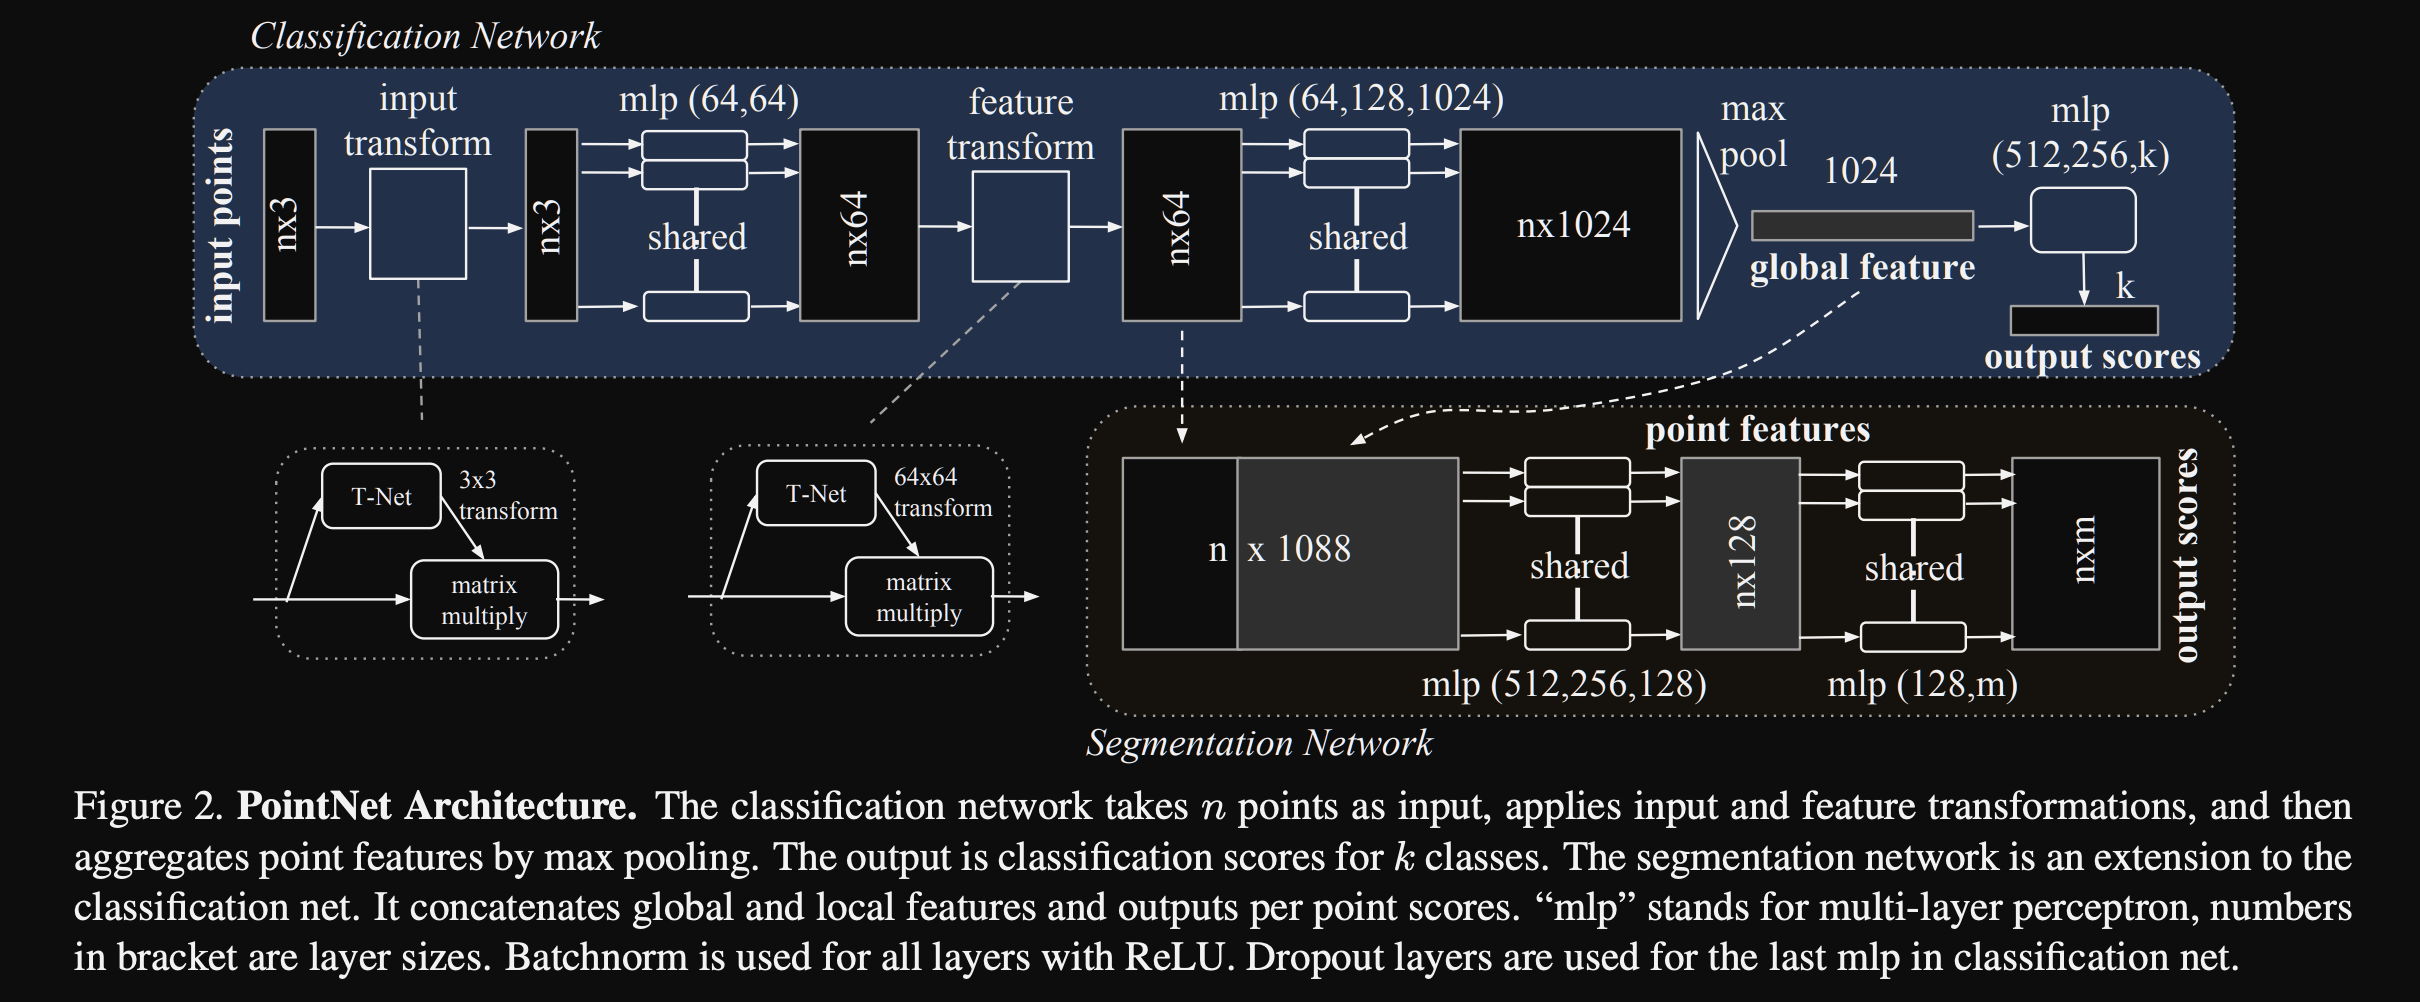 Classification Network
input points
nx3
input
transform
nx3
mlp (64,64)
shared
nx64
feature
transform
nx64
mlp (64,128,1024)
shared
nx1024
max
pool
1024
global feature
mlp
(512,256,k)
k
output scores
T-Net
3x3
transform
matrix
multiply
T-Net
64x64
transform
matrix
multiply
point features
n x 1088
shared
mlp (512,256,128)
nx128
shared
mlp (128,m)
nxm
output scores
Segmentation Network
Figure 2. PointNet Architecture. The classification network takes n points as input, applies input and feature transformations, and then
aggregates point features by max pooling. The output is classification scores for k classes. The segmentation network is an extension to the
classification net. It concatenates global and local features and outputs per point scores. “mlp” stands for multi-layer perceptron, numbers
in bracket are layer sizes. Batchnorm is used for all layers with ReLU. Dropout layers are used for the last mlp in classification net.